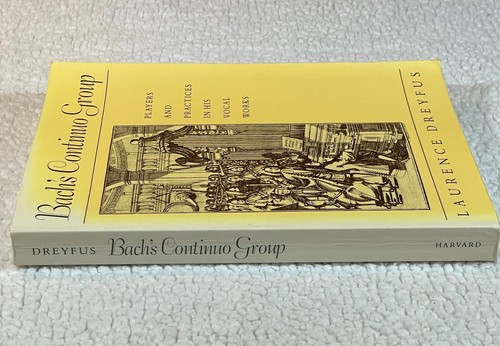 Bach's Continuo Group
PLAYERS
AND
PRACTICES
IN HIS
VOCAL
WORKS
LAURENCE DREYFUS
DREYFUS Bach's Continuo Group HARVARD